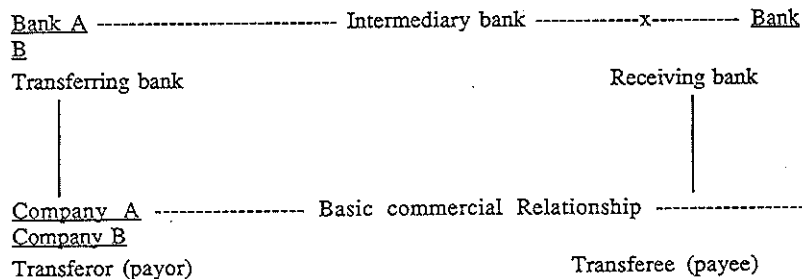 Bank A ---------------------- Intermediary bank ------------x---------- Bank
B
Transferring bank Receiving bank
Company A -------------------- Basic commercial Relationship --------------------
Company B
Transferor (payor) Transferee (payee)